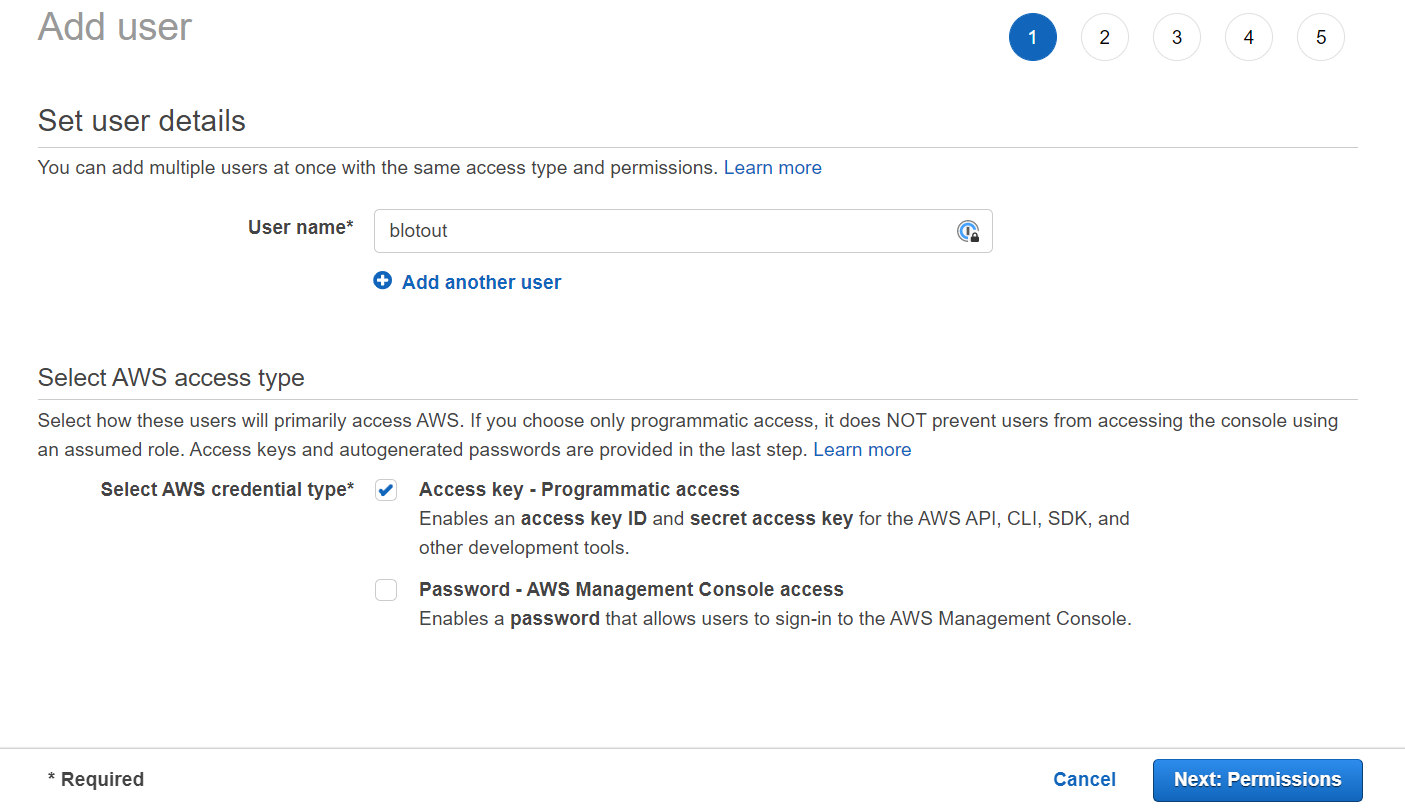 Add user
1 2 3 4 5
Set user details
You can add multiple users at once with the same access type and permissions. Learn more
User name* blotout
Add another user
Select AWS access type
Select how these users will primarily access AWS. If you choose only programmatic access, it does NOT prevent users from accessing the console using
an assumed role. Access keys and autogenerated passwords are provided in the last step. Learn more
Select AWS credential type* Access key - Programmatic access
Enables an access key ID and secret access key for the AWS API, CLI, SDK, and
other development tools.
Password - AWS Management Console access
Enables a password that allows users to sign-in to the AWS Management Console.
* Required Cancel Next: Permissions